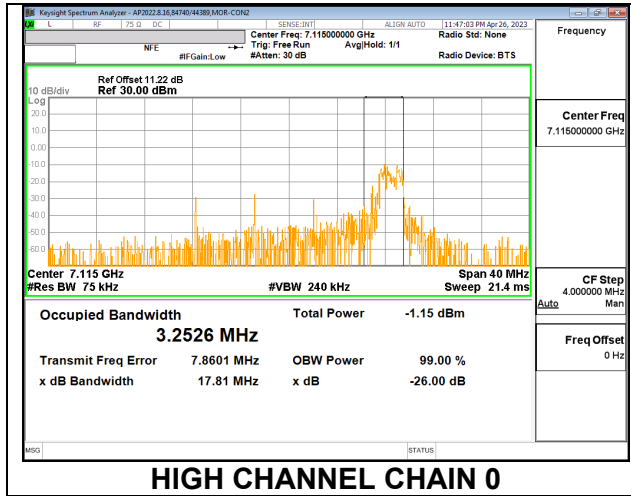 Keysight Spectrum Analyzer - AP2022.8.16,84740/44389,MOR-CON2
L RF 75 Ω DC SENSE:INT ALIGN AUTO 11:47:03 PM Apr 26, 2023
NFE #IFGain:Low Center Freq: 7.115000000 GHz Radio Std: None
Trig: Free Run Avg|Hold: 1/1
#Atten: 30 dB Radio Device: BTS
Frequency
Ref Offset 11.22 dB
10 dB/div Ref 30.00 dBm
Log
20.0
10.0
0.00
-10.0
-20.0
-30.0
-40.0
-50.0
-60.0
Center 7.115 GHz Span 40 MHz
#Res BW 75 kHz #VBW 240 kHz Sweep 21.4 ms
Occupied Bandwidth Total Power -1.15 dBm
3.2526 MHz
Transmit Freq Error 7.8601 MHz OBW Power 99.00 %
x dB Bandwidth 17.81 MHz x dB -26.00 dB
Center Freq
7.115000000 GHz
CF Step
4.000000 MHz
Auto Man
Freq Offset
0 Hz
MSG STATUS
HIGH CHANNEL CHAIN 0